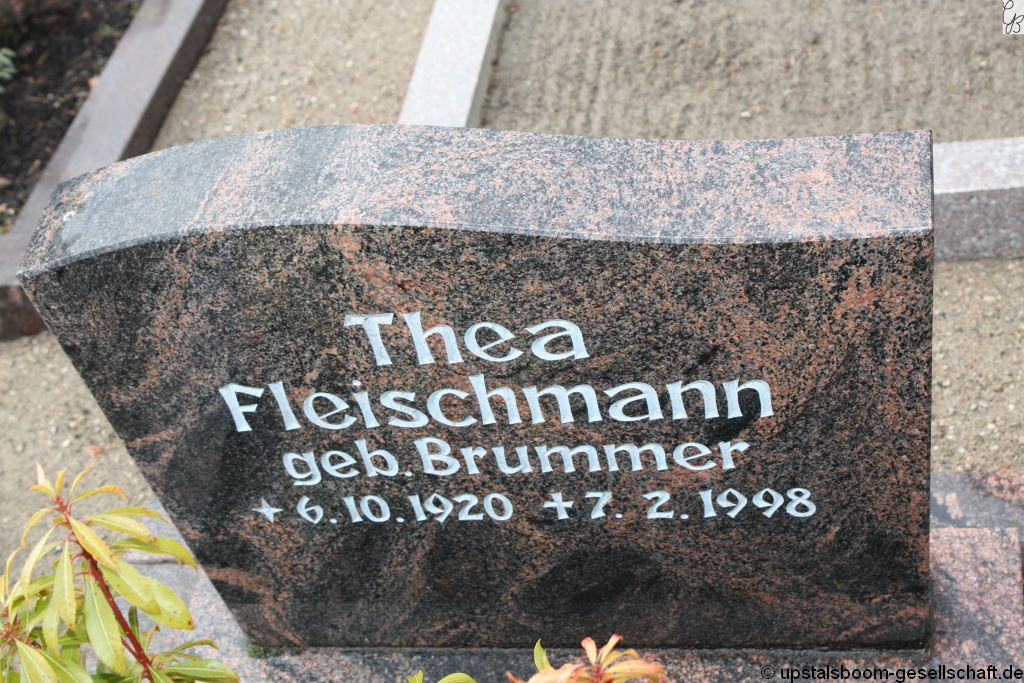 Thea
Fleischmann
geb. Brummer
* 6. 10. 1920 † 7. 2. 1998
© upstalsboom-gesellschaft.de